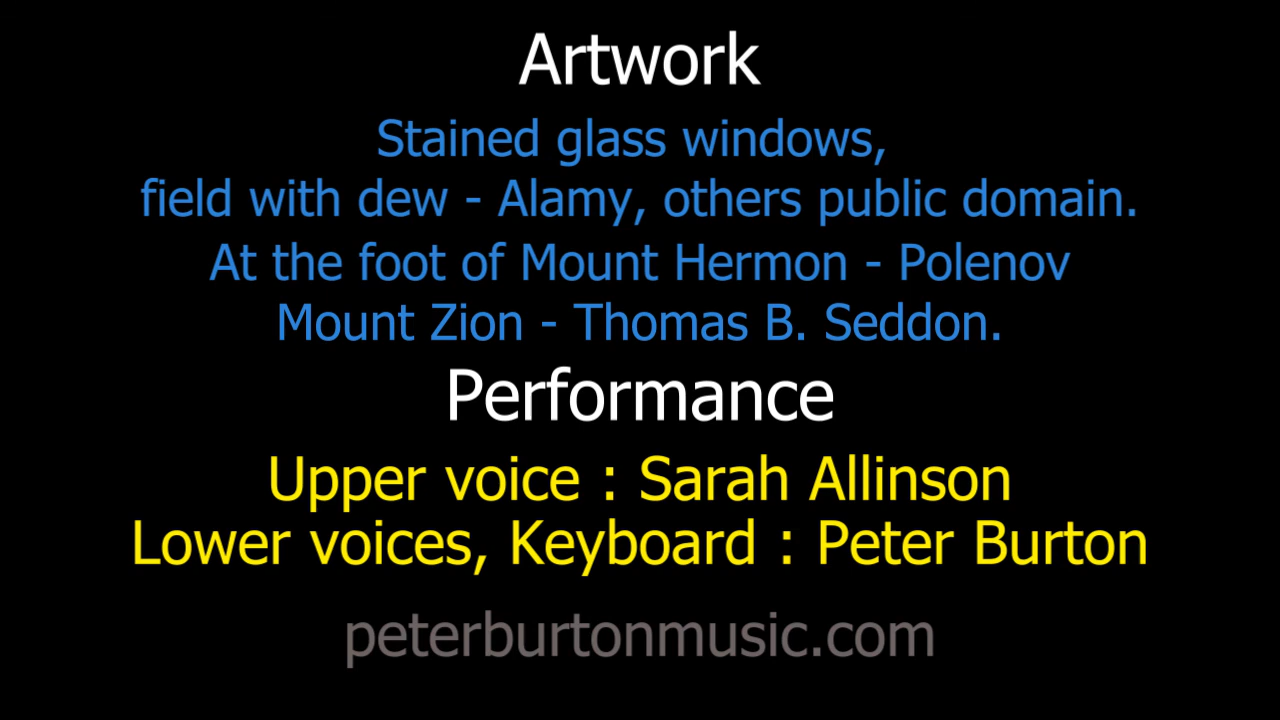 Artwork
Stained glass windows,
field with dew - Alamy, others public domain.
At the foot of Mount Hermon - Polenov
Mount Zion - Thomas B. Seddon.
Performance
Upper voice : Sarah Allinson
Lower voices, Keyboard : Peter Burton
peterburtonmusic.com